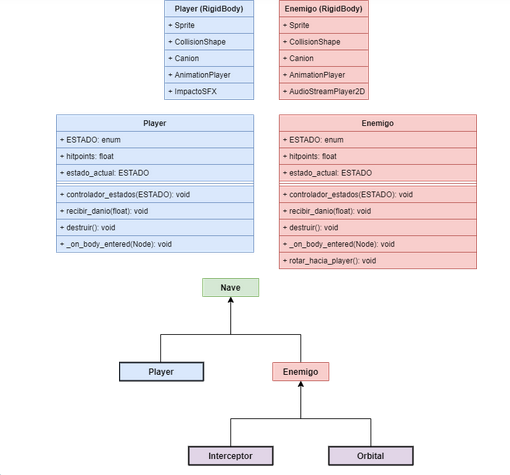 Player (RigidBody)
+ Sprite
+ CollisionShape
+ Canion
+ AnimationPlayer
+ ImpactoSFX
Enemigo (RigidBody)
+ Sprite
+ CollisionShape
+ Canion
+ AnimationPlayer
+ AudioStreamPlayer2D
Player
+ ESTADO: enum
+ hitpoints: float
+ estado_actual: ESTADO
+ controlador_estados(ESTADO): void
+ recibir_danio(float): void
+ destruir(): void
+ _on_body_entered(Node): void
Enemigo
+ ESTADO: enum
+ hitpoints: float
+ estado_actual: ESTADO
+ controlador_estados(ESTADO): void
+ recibir_danio(float): void
+ destruir(): void
+ _on_body_entered(Node): void
+ rotar_hacia_player(): void
Nave
Player
Enemigo
Interceptor
Orbital